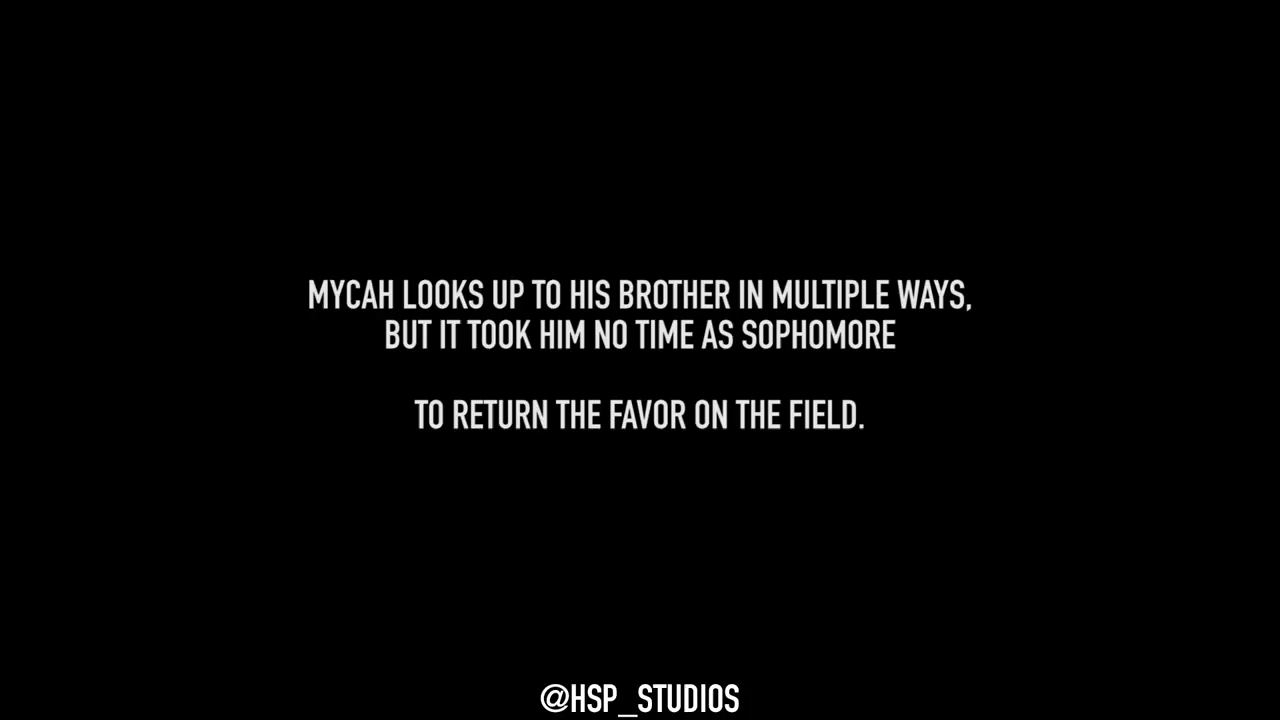 MYCAH LOOKS UP TO HIS BROTHER IN MULTIPLE WAYS,
BUT IT TOOK HIM NO TIME AS SOPHOMORE
TO RETURN THE FAVOR ON THE FIELD.
@HSP_STUDIOS